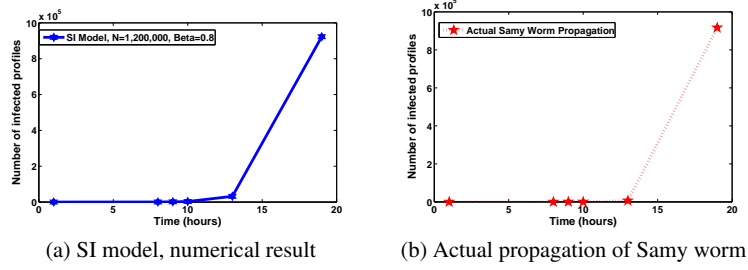 x 10^5
10
8
6
4
2
0
0 5 10 15 20
Number of infected profiles
Time (hours)
SI Model, N=1,200,000, Beta=0.8
(a) SI model, numerical result
x 10^5
10
8
6
4
2
0
0 5 10 15 20
Number of infected profiles
Time (hours)
Actual Samy Worm Propagation
(b) Actual propagation of Samy worm